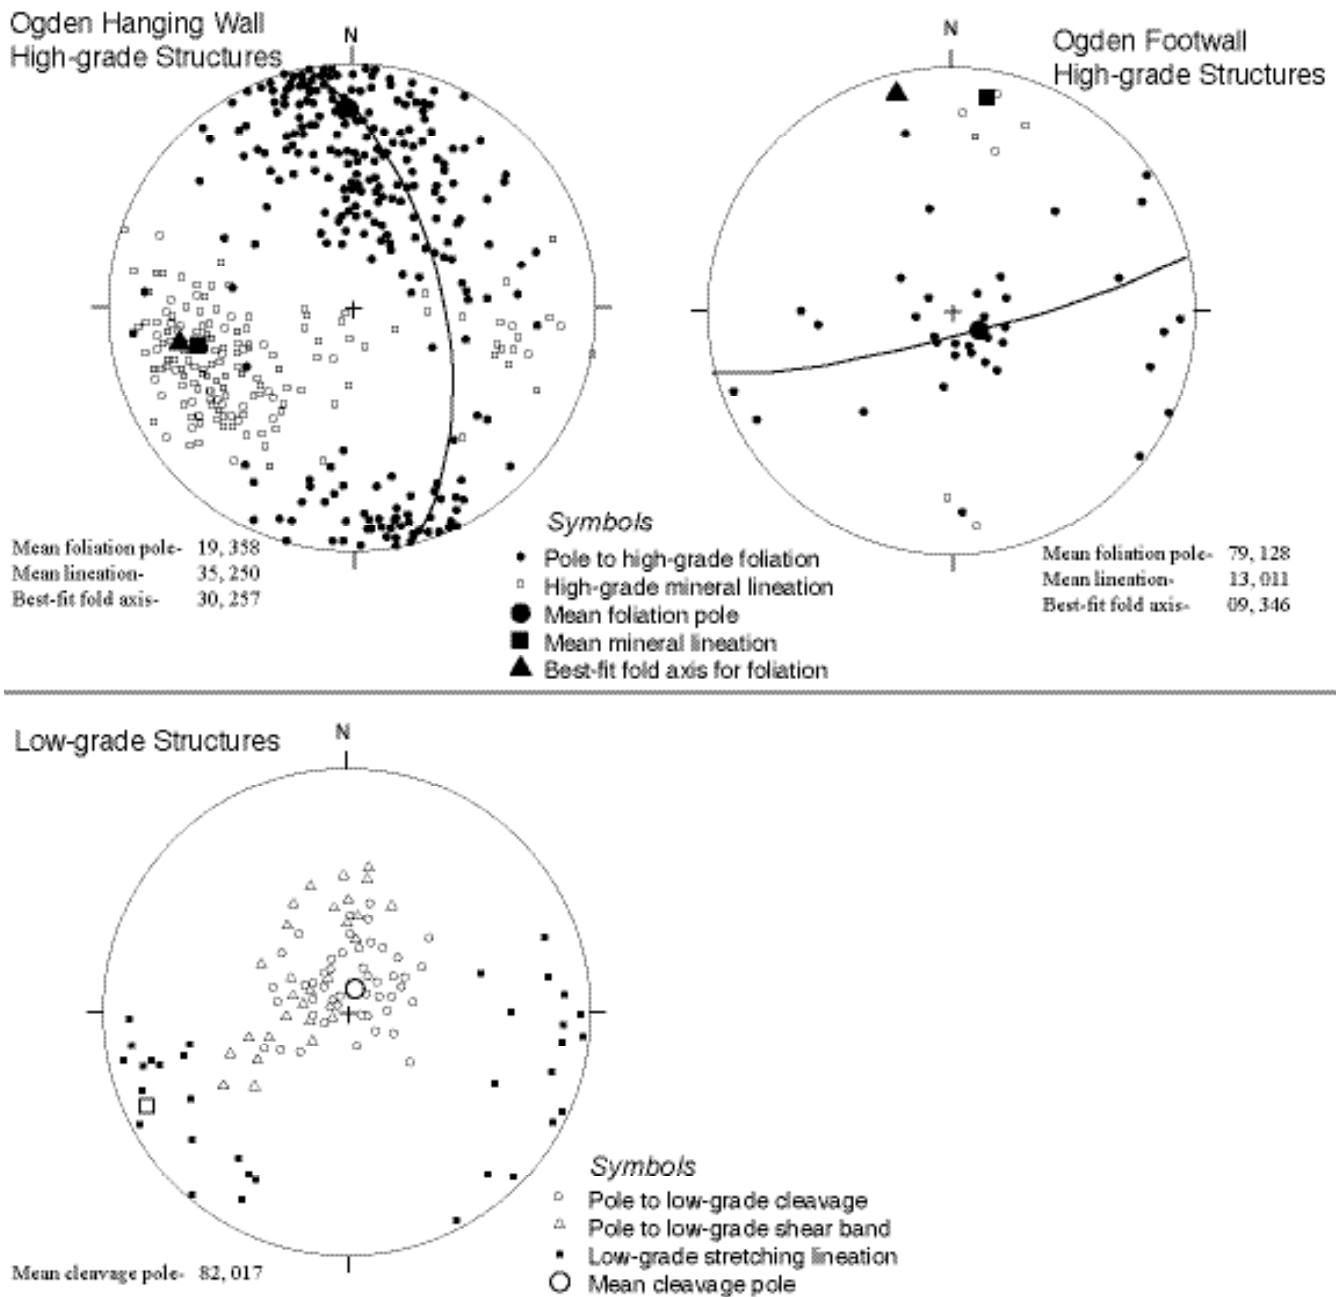 Ogden Hanging Wall
High-grade Structures
N
N
Ogden Footwall
High-grade Structures
Mean foliation pole- 19, 358
Mean lineation- 35, 250
Best-fit fold axis- 30, 257
Symbols
Pole to high-grade foliation
High-grade mineral lineation
Mean foliation pole
Mean mineral lineation
Best-fit fold axis for foliation
Mean foliation pole- 79, 128
Mean lineation- 13, 011
Best-fit fold axis- 09, 346
Low-grade Structures
N
Mean cleavage pole- 82, 017
Symbols
Pole to low-grade cleavage
Pole to low-grade shear band
Low-grade stretching lineation
Mean cleavage pole